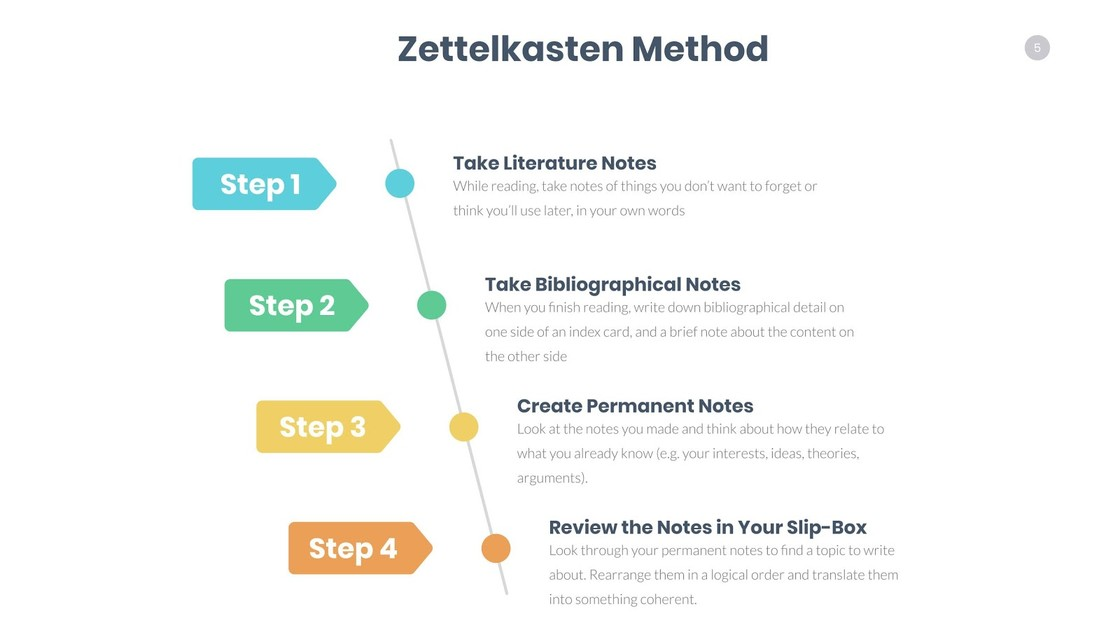 Zettelkasten Method
5
Step 1
Take Literature Notes
While reading, take notes of things you don't want to forget or
think you'll use later, in your own words
Step 2
Take Bibliographical Notes
When you finish reading, write down bibliographical detail on
one side of an index card, and a brief note about the content on
the other side
Step 3
Create Permanent Notes
Look at the notes you made and think about how they relate to
what you already know (e.g. your interests, ideas, theories,
arguments).
Step 4
Review the Notes in Your Slip-Box
Look through your permanent notes to find a topic to write
about. Rearrange them in a logical order and translate them
into something coherent.